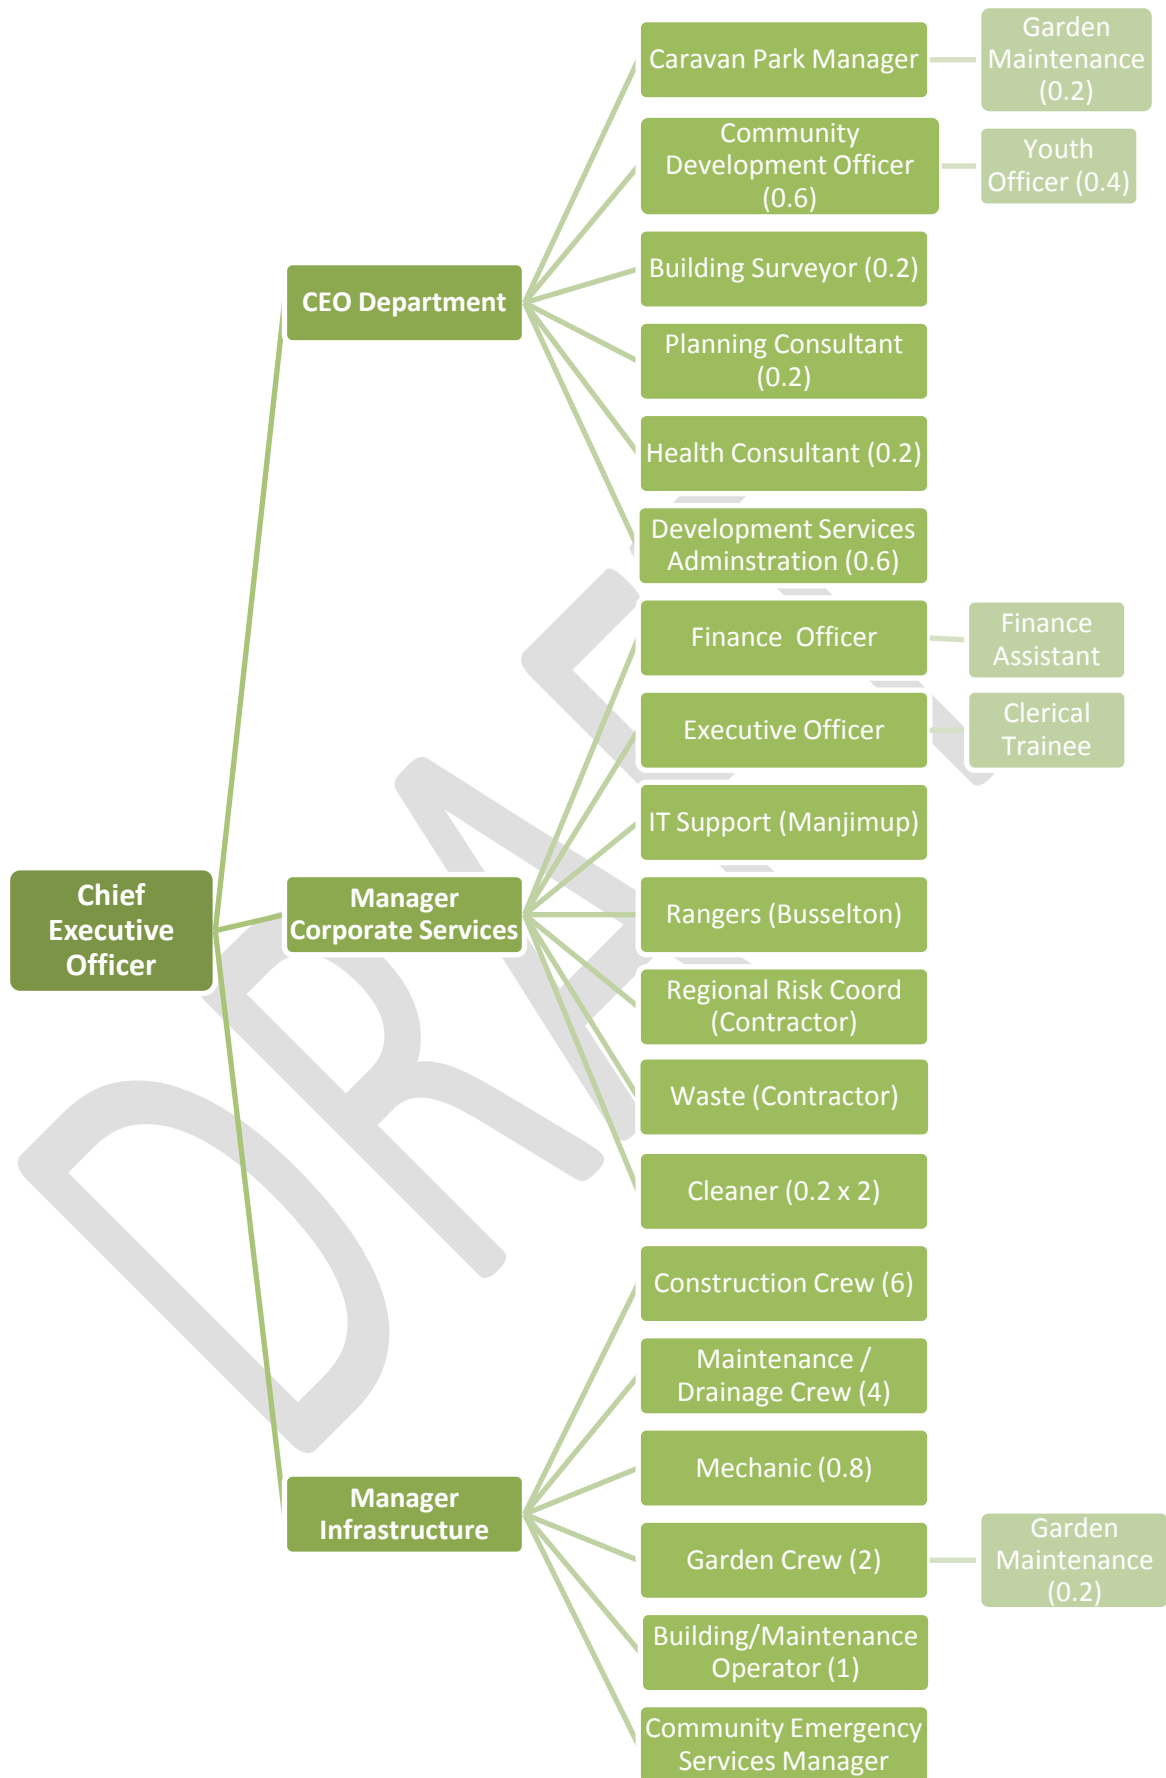 Chief
Executive
Officer
CEO Department
Caravan Park Manager
Garden
Maintenance
(0.2)
Community
Development Officer
(0.6)
Youth
Officer (0.4)
Building Surveyor (0.2)
Planning Consultant
(0.2)
Health Consultant (0.2)
Development Services
Adminstration (0.6)
Manager
Corporate Services
Finance  Officer
Finance
Assistant
Executive Officer
Clerical
Trainee
IT Support (Manjimup)
Rangers (Busselton)
Regional Risk Coord
(Contractor)
Waste (Contractor)
Cleaner (0.2 x 2)
Manager
Infrastructure
Construction Crew (6)
Maintenance /
Drainage Crew (4)
Mechanic (0.8)
Garden Crew (2)
Garden
Maintenance
(0.2)
Building/Maintenance
Operator (1)
Community Emergency
Services Manager
DRAFT